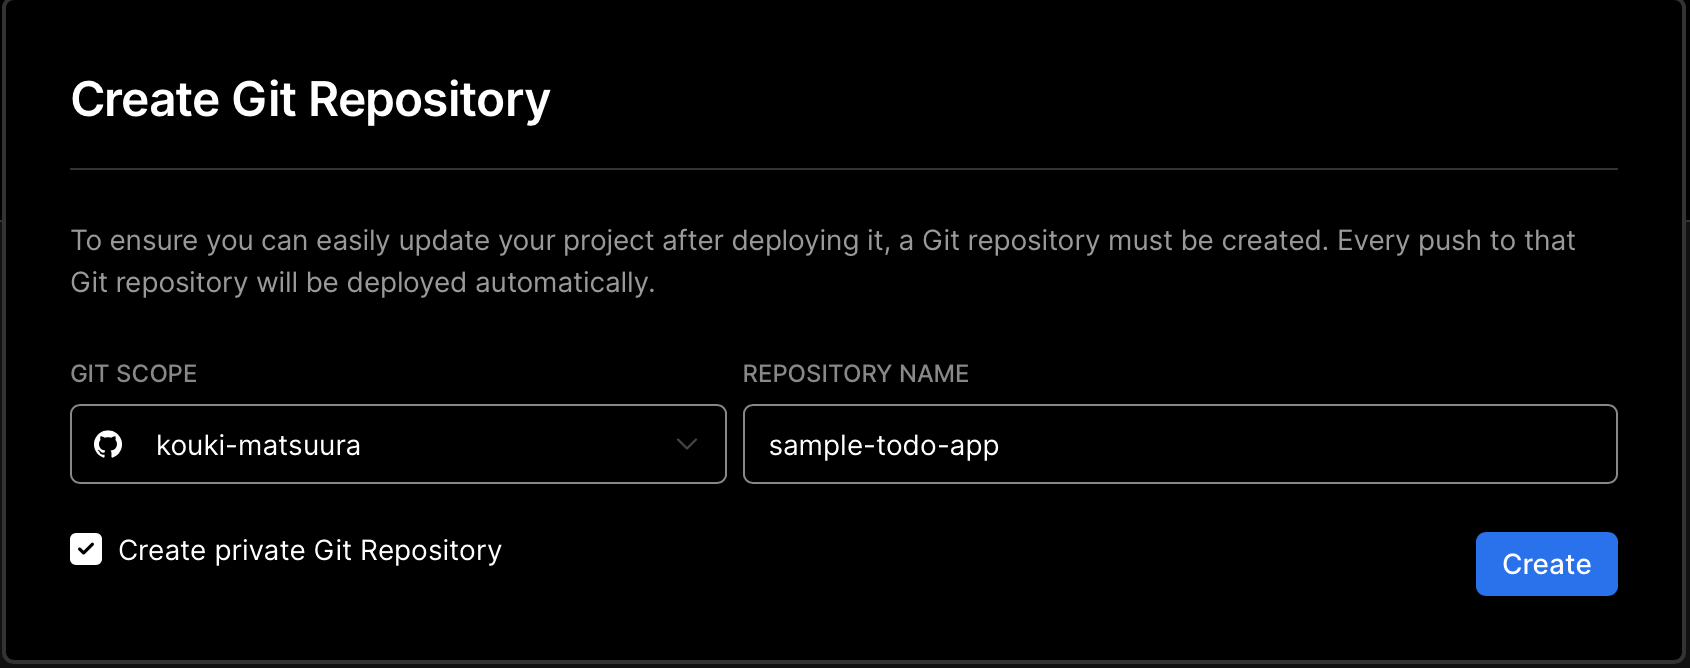 Create Git Repository
To ensure you can easily update your project after deploying it, a Git repository must be created. Every push to that
Git repository will be deployed automatically.
GIT SCOPE
REPOSITORY NAME
kouki-matsuura
sample-todo-app
Create private Git Repository
Create